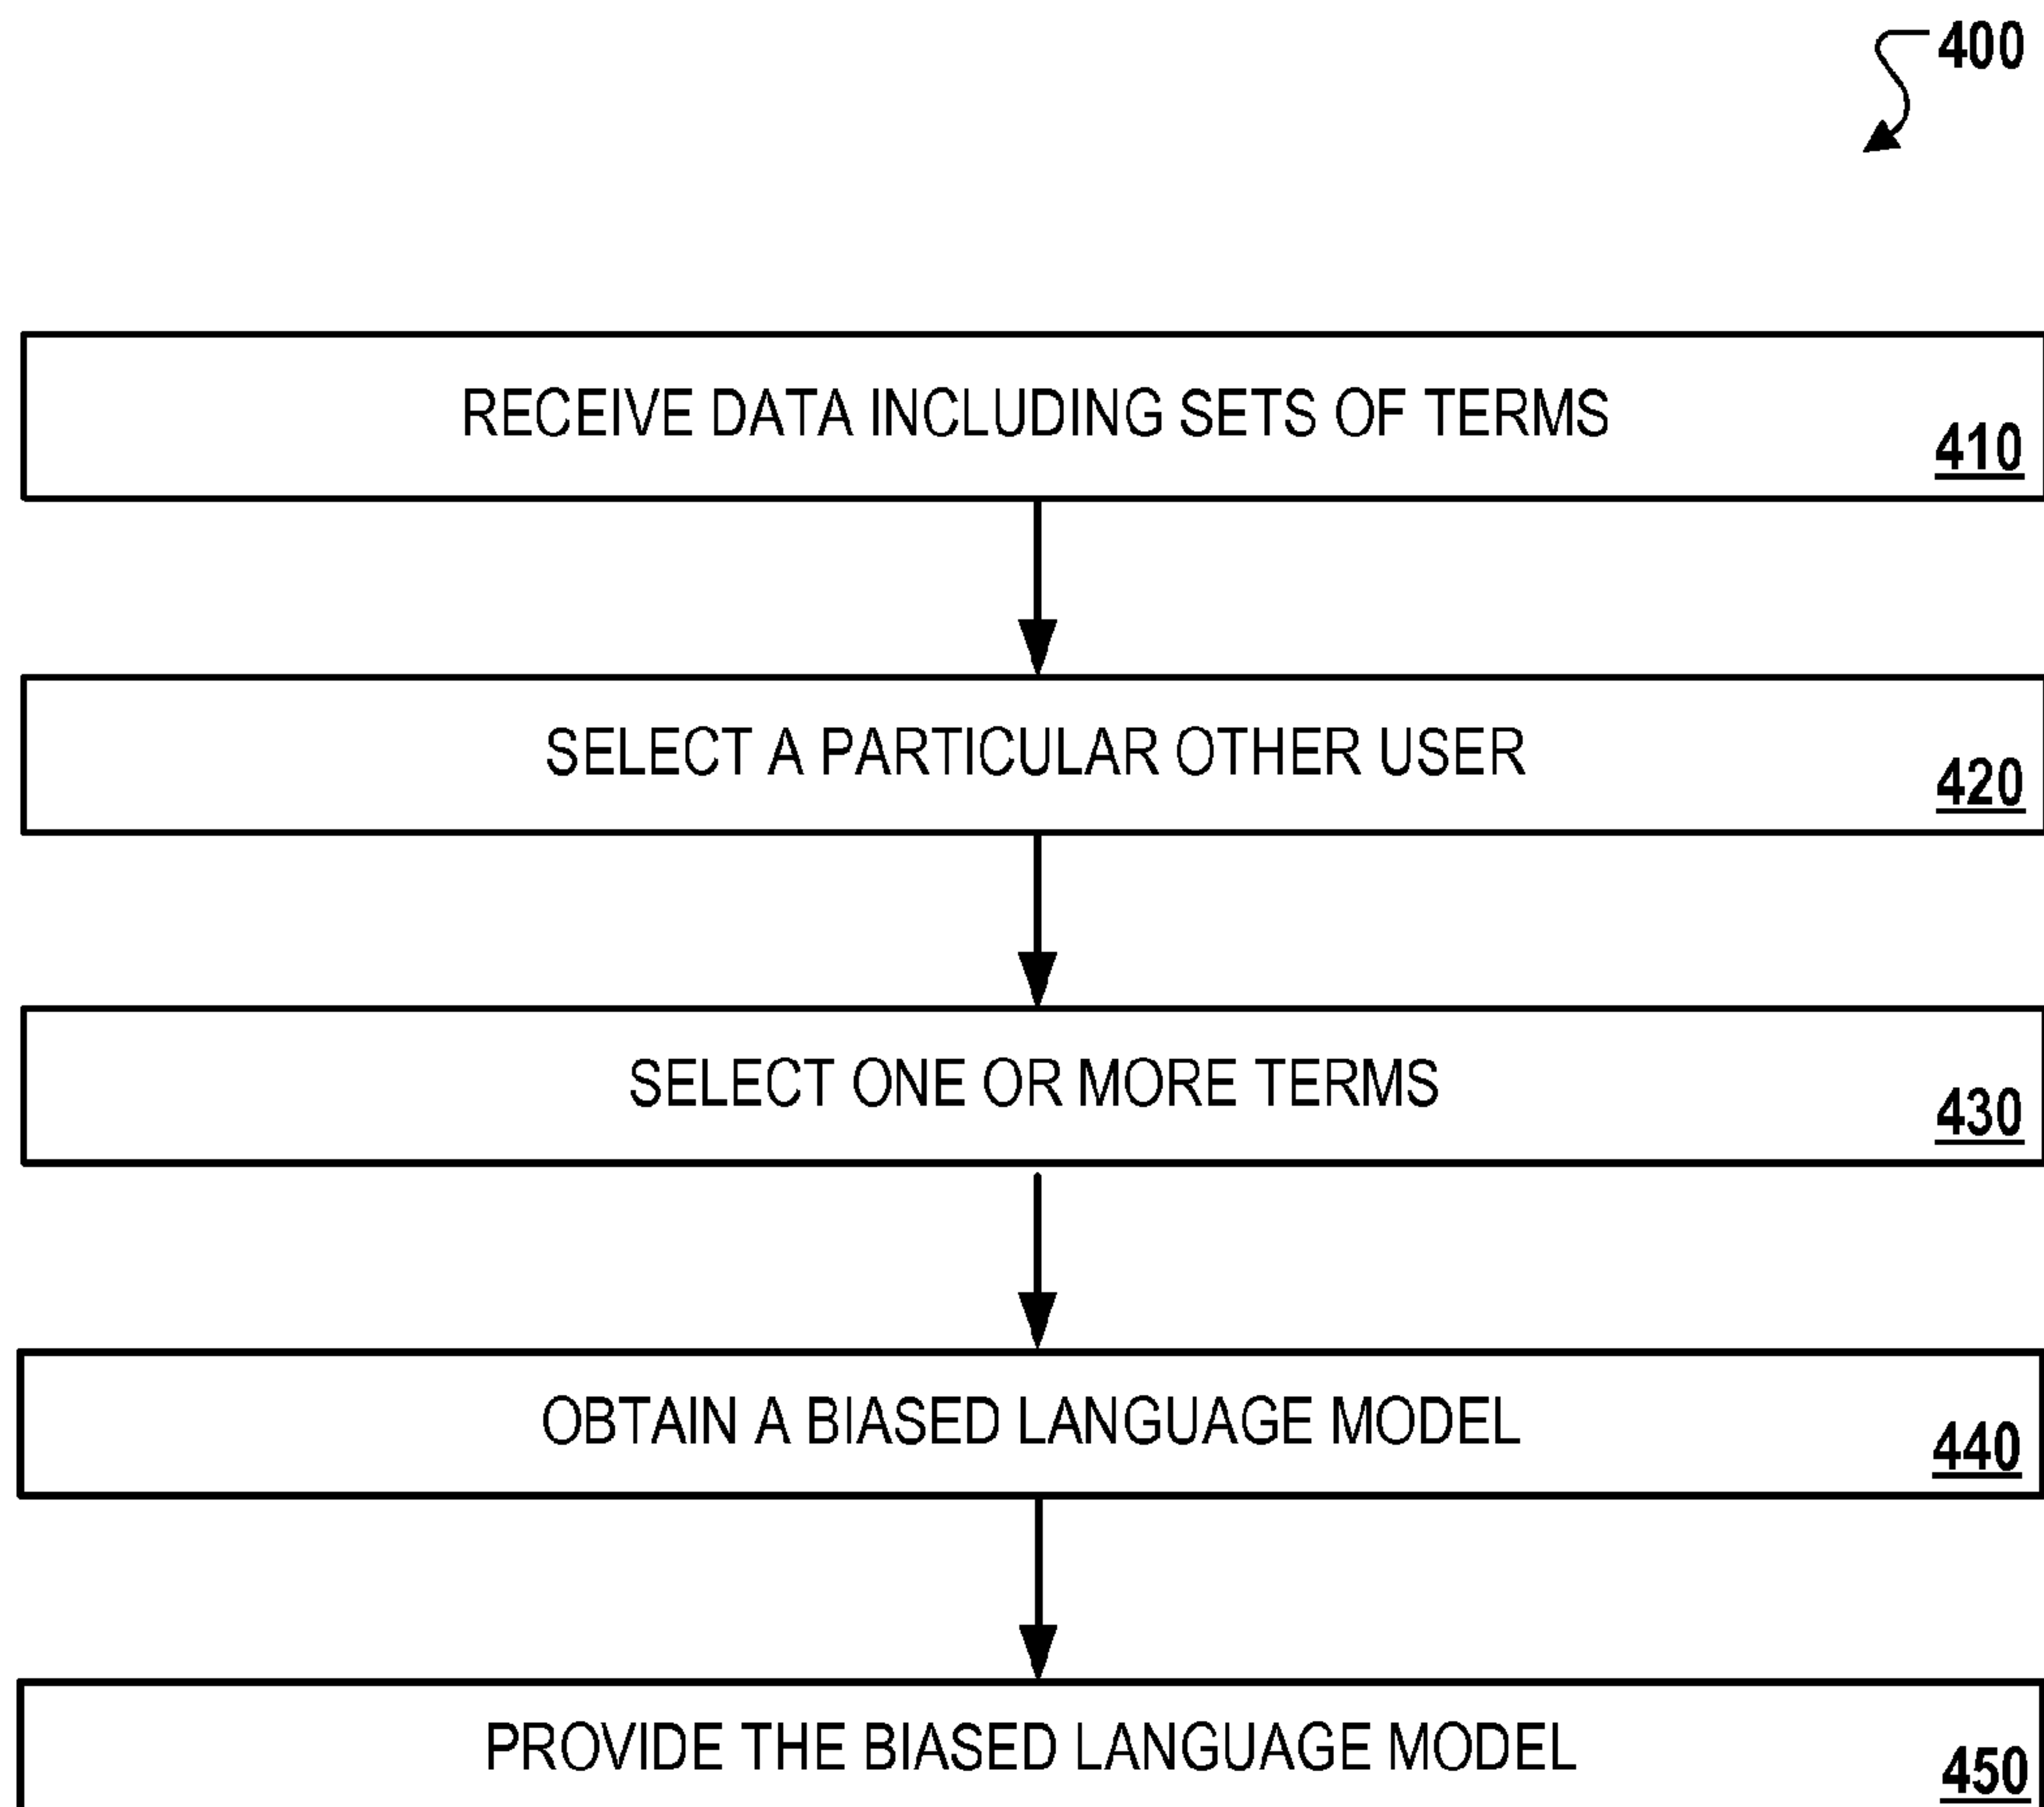 400
RECEIVE DATA INCLUDING SETS OF TERMS
410
SELECT A PARTICULAR OTHER USER
420
SELECT ONE OR MORE TERMS
430
OBTAIN A BIASED LANGUAGE MODEL
440
PROVIDE THE BIASED LANGUAGE MODEL
450